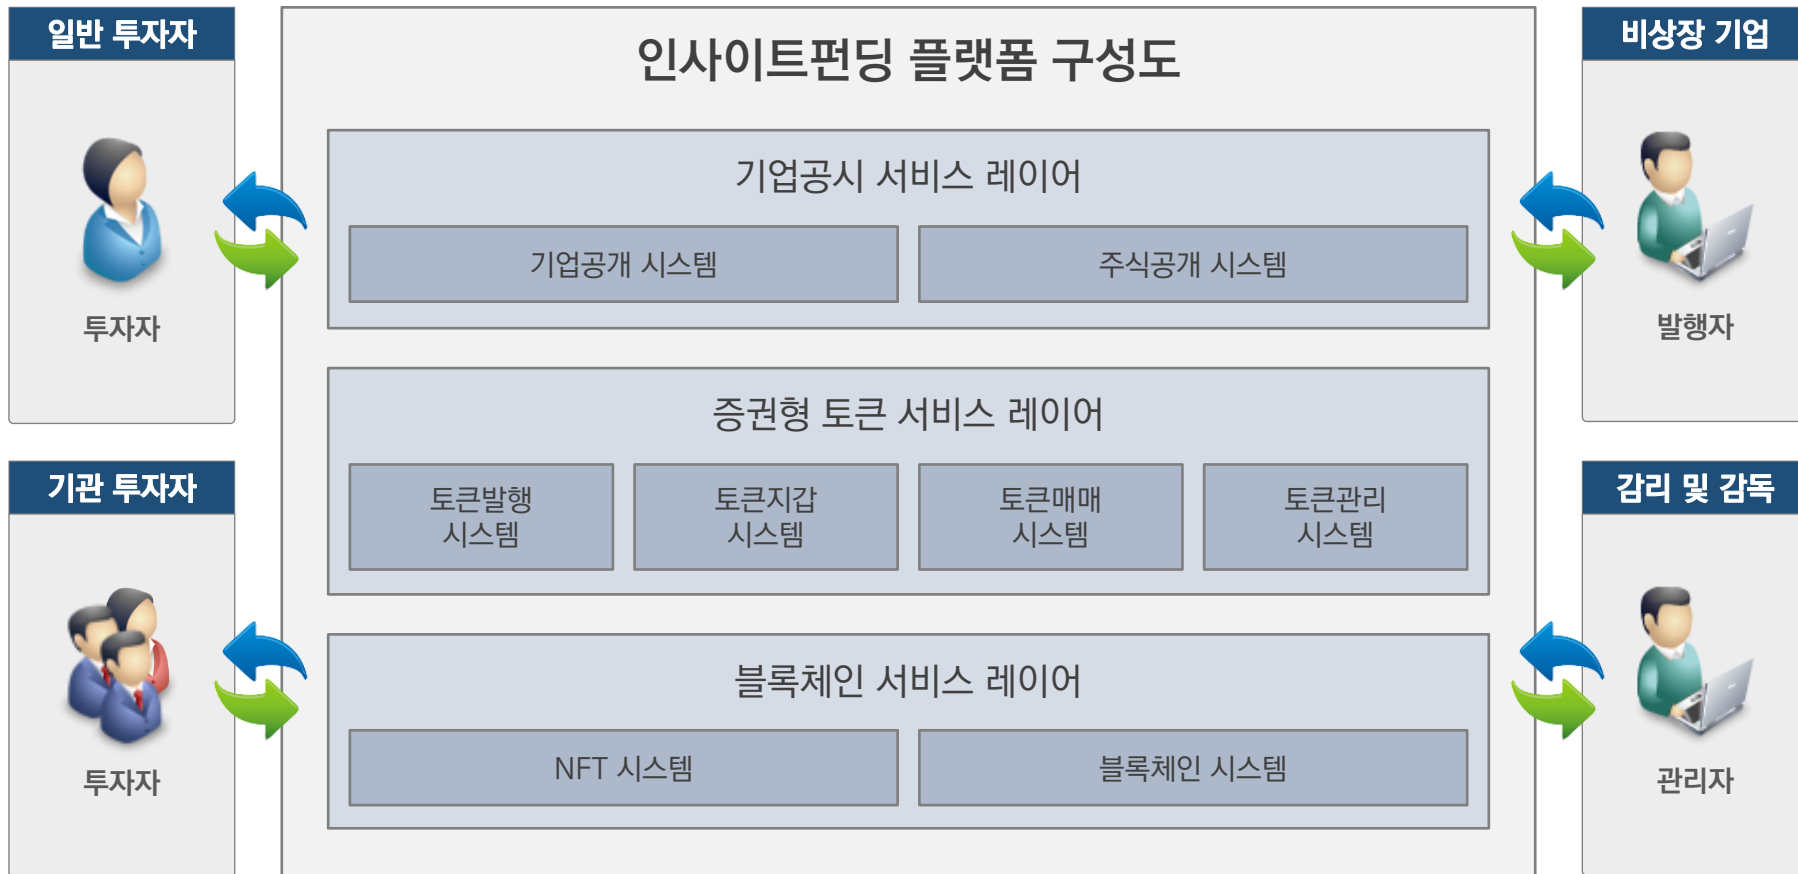 일반 투자자
투자자
기관 투자자
투자자
인사이트펀딩 플랫폼 구성도
기업공시 서비스 레이어
기업공개 시스템
주식공개 시스템
증권형 토큰 서비스 레이어
토큰발행
시스템
토큰지갑
시스템
토큰매매
시스템
토큰관리
시스템
블록체인 서비스 레이어
NFT 시스템
블록체인 시스템
비상장 기업
발행자
감리 및 감독
관리자